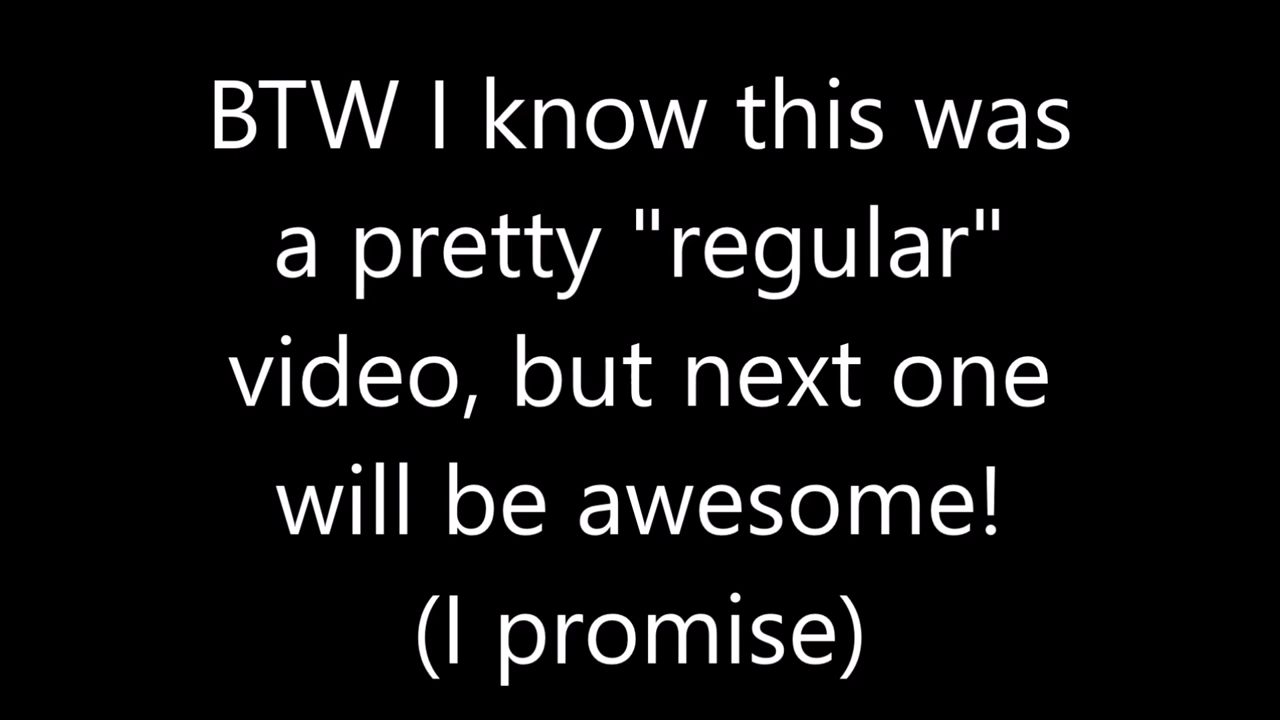 BTW I know this was
a pretty "regular"
video, but next one
will be awesome!
(I promise)